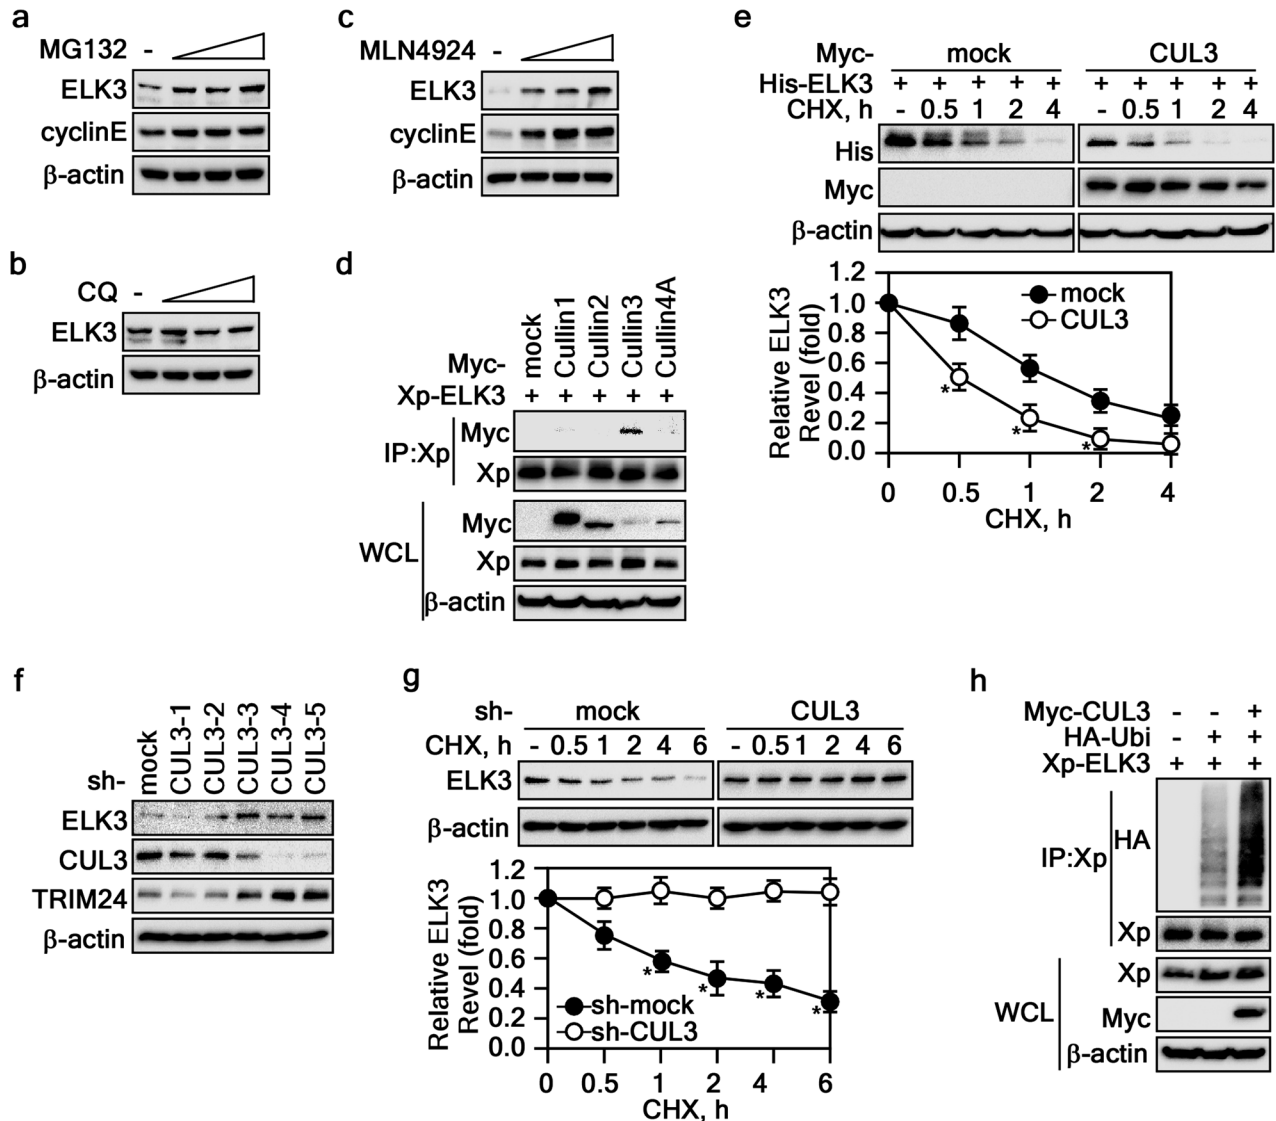 a
MG132 -
ELK3
cyclinE
β-actin
b
CQ -
ELK3
β-actin
c
MLN4924 -
ELK3
cyclinE
β-actin
d
Myc- mock Cullin1 Cullin2 Cullin3 Cullin4A
Xp-ELK3 + + + + +
IP:Xp
Myc
Xp
WCL
Myc
Xp
β-actin
e
Myc- mock CUL3
His-ELK3 + + + + + + + + + +
CHX, h - 0.5 1 2 4 - 0.5 1 2 4
His
Myc
β-actin
Relative ELK3
Revel (fold)
1.2
1.0
0.8
0.6
0.4
0.2
0.0
mock
CUL3
*
*
*
0 0.5 1 2 4
CHX, h
f
sh- mock CUL3-1 CUL3-2 CUL3-3 CUL3-4 CUL3-5
ELK3
CUL3
TRIM24
β-actin
g
sh- mock CUL3
CHX, h - 0.5 1 2 4 6 - 0.5 1 2 4 6
ELK3
β-actin
Relative ELK3
Revel (fold)
1.2
1.0
0.8
0.6
0.4
0.2
0.0
*
*
*
*
sh-mock
sh-CUL3
0 0.5 1 2 4 6
CHX, h
h
Myc-CUL3 - - +
HA-Ubi - + +
Xp-ELK3 + + +
IP:Xp
HA
Xp
WCL
Xp
Myc
β-actin